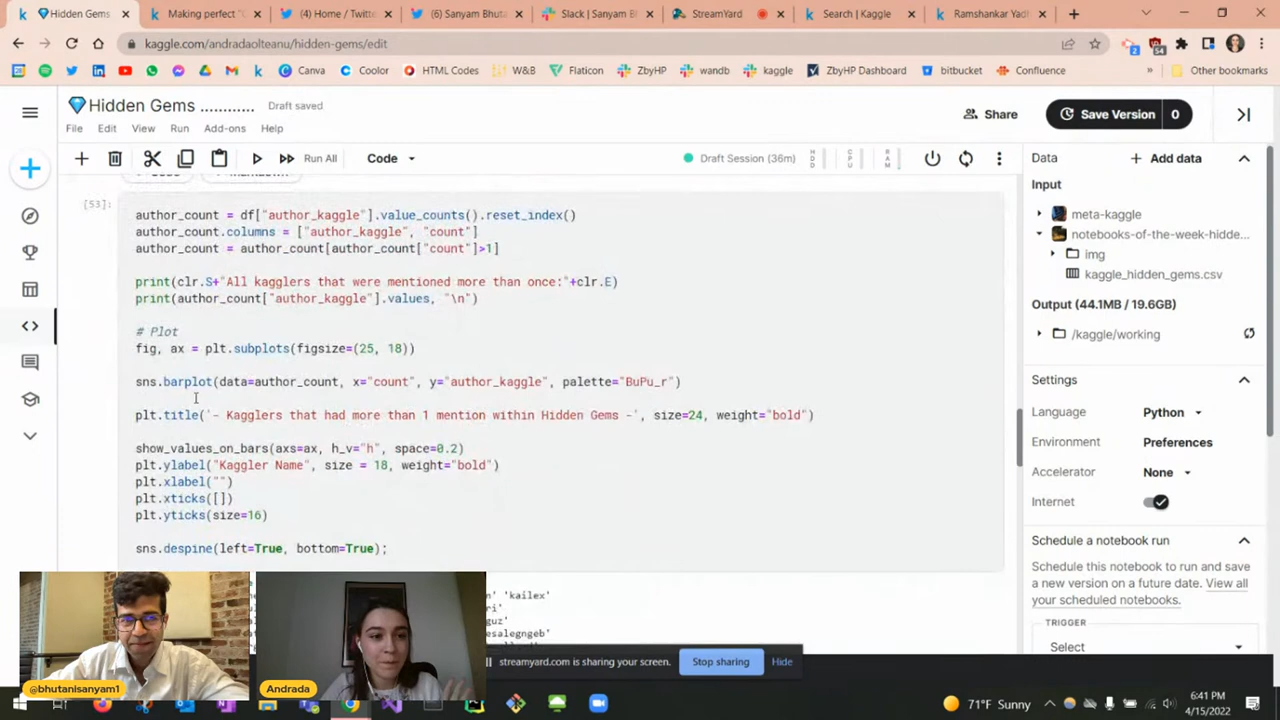 Hidden Gems
Making perfect "
(4) Home / Twitte
(6) Sanyam Bhuta
Slack | Sanyam B
StreamYard
Search | Kaggle
Ramshankar Yad
kaggle.com/andradaolteanu/hidden-gems/edit
Canva
Coolor
HTML Codes
W&B
Flaticon
ZbyHP
wandb
kaggle
ZbyHP Dashboard
bitbucket
Confluence
Other bookmarks
Hidden Gems ............
Draft saved
Share
Save Version 0
File Edit View Run Add-ons Help
Run All
Code
Draft Session (36m)
HDD
CPU
RAM
[53]:
author_count = df["author_kaggle"].value_counts().reset_index()
author_count.columns = ["author_kaggle", "count"]
author_count = author_count[author_count["count"]>1]
print(clr.S+"All kagglers that were mentioned more than once:"+clr.E)
print(author_count["author_kaggle"].values, "\n")
# Plot
fig, ax = plt.subplots(figsize=(25, 18))
sns.barplot(data=author_count, x="count", y="author_kaggle", palette="BuPu_r")
plt.title('- Kagglers that had more than 1 mention within Hidden Gems -', size=24, weight="bold")
show_values_on_bars(axs=ax, h_v="h", space=0.2)
plt.ylabel("Kaggler Name", size = 18, weight="bold")
plt.xlabel("")
plt.xticks([])
plt.yticks(size=16)
sns.despine(left=True, bottom=True);
'kailex'
Data
Add data
Input
meta-kaggle
notebooks-of-the-week-hidde...
img
kaggle_hidden_gems.csv
Output (44.1MB / 19.6GB)
/kaggle/working
Settings
Language Python
Environment Preferences
Accelerator None
Internet
Schedule a notebook run
Schedule this notebook to run and save
a new version on a future date. View all
your scheduled notebooks.
TRIGGER
Select
@bhutanisanyam1
Andrada
streamyard.com is sharing your screen.
Stop sharing
Hide
71°F Sunny
6:41 PM
4/15/2022